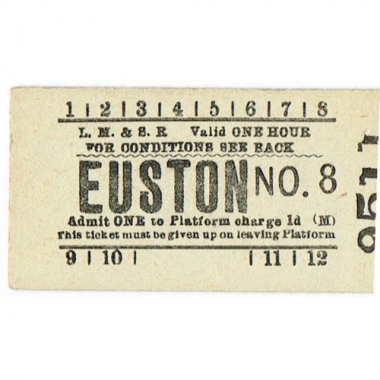 1|2|3|4|5|6|7|8
L. M. & S. R Valid ONE HOUR
FOR CONDITIONS SEE BACK
EUSTON NO. 8
Admit ONE to Platform charge 1d (M)
This ticket must be given up on leaving Platform
9|10| |11|12